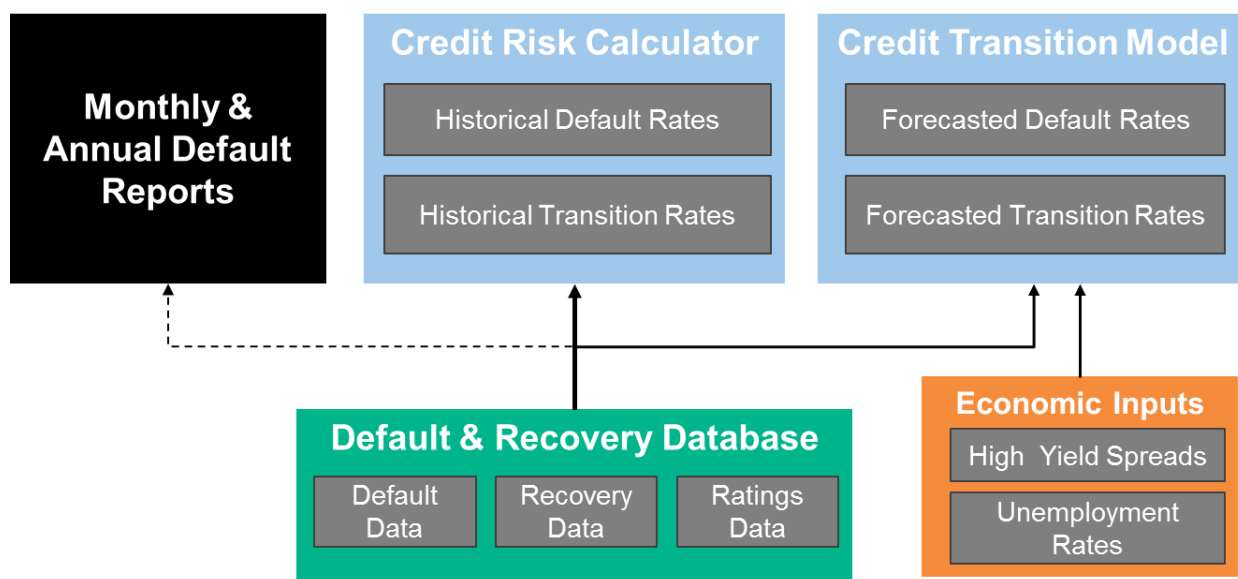 Monthly &
Annual Default
Reports
Credit Risk Calculator
Historical Default Rates
Historical Transition Rates
Credit Transition Model
Forecasted Default Rates
Forecasted Transition Rates
Default & Recovery Database
Default
Data
Recovery
Data
Ratings
Data
Economic Inputs
High Yield Spreads
Unemployment
Rates